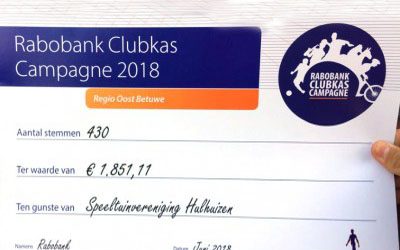 Rabobank Clubkas
Campagne 2018
Regio Oost Betuwe
RABOBANK
CLUBKAS
CAMPAGNE
Aantal stemmen 430
Ter waarde van € 1.851,11
Ten gunste van Speeltuinvereniging Hulhuizen
Namens Rabobank
Datum Juni 2018